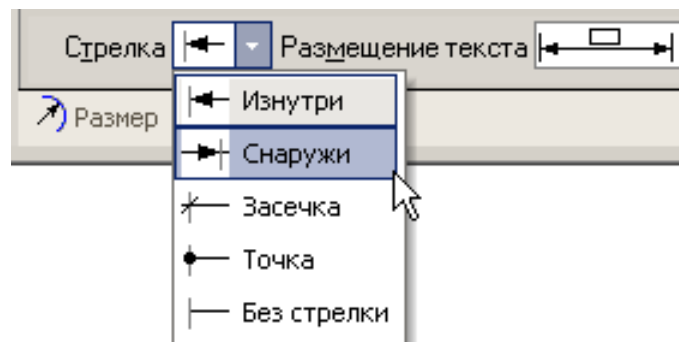 Стрелка Размещение текста
Изнутри
Размер
Снаружи
Засечка
Точка
Без стрелки